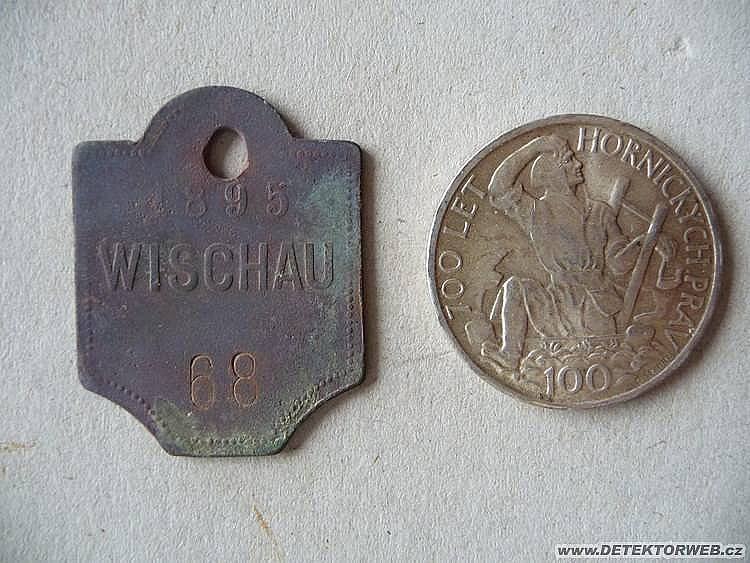 1895
WISCHAU
68
700 LET HORNICKÝCH PRÁV
100
www.DETEKTORWEB.cz